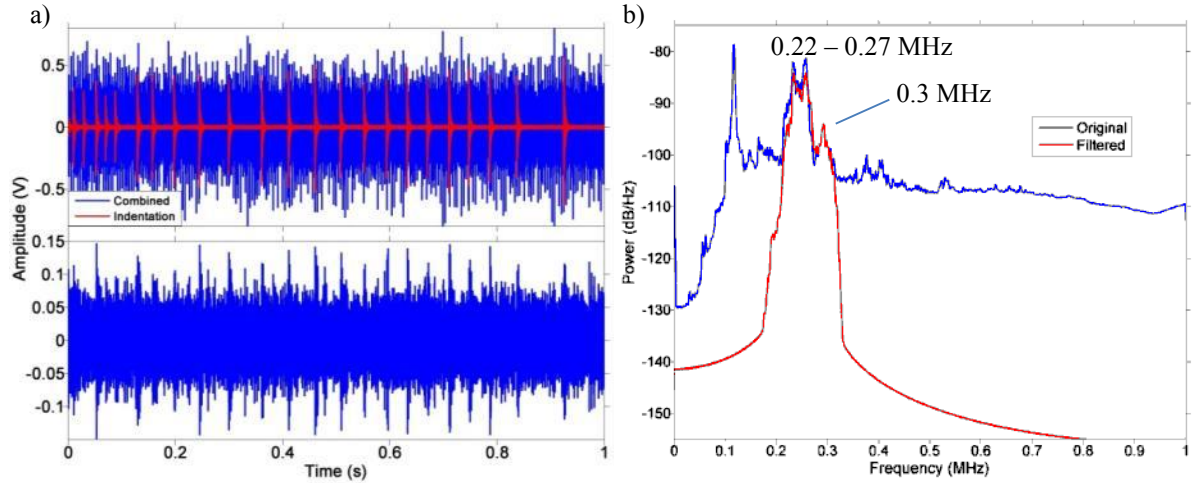 a)
0.5
0
-0.5
Combined
Indentation
Amplitude (V)
0.15
0.1
0.05
0
-0.05
-0.1
0 0.2 0.4 0.6 0.8 1
Time (s)
b)
-75
-80
-90
-100
-110
-120
-130
-140
-150
Power (dB/Hz)
0.22 – 0.27 MHz
0.3 MHz
Original
Filtered
0 0.1 0.2 0.3 0.4 0.5 0.6 0.7 0.8 0.9 1
Frequency (MHz)